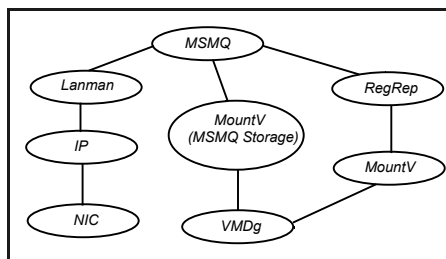 MSMQ
Lanman
RegRep
MountV
(MSMQ Storage)
IP
MountV
NIC
VMDg